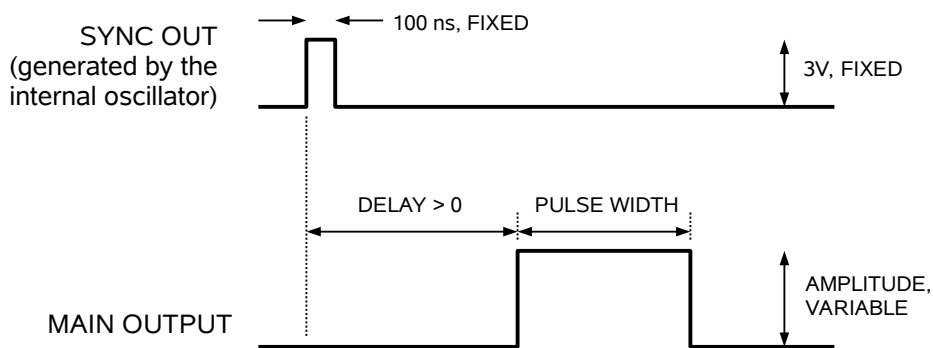 100 ns, FIXED
SYNC OUT
(generated by the
internal oscillator)
3V, FIXED
DELAY > 0
PULSE WIDTH
AMPLITUDE,
VARIABLE
MAIN OUTPUT